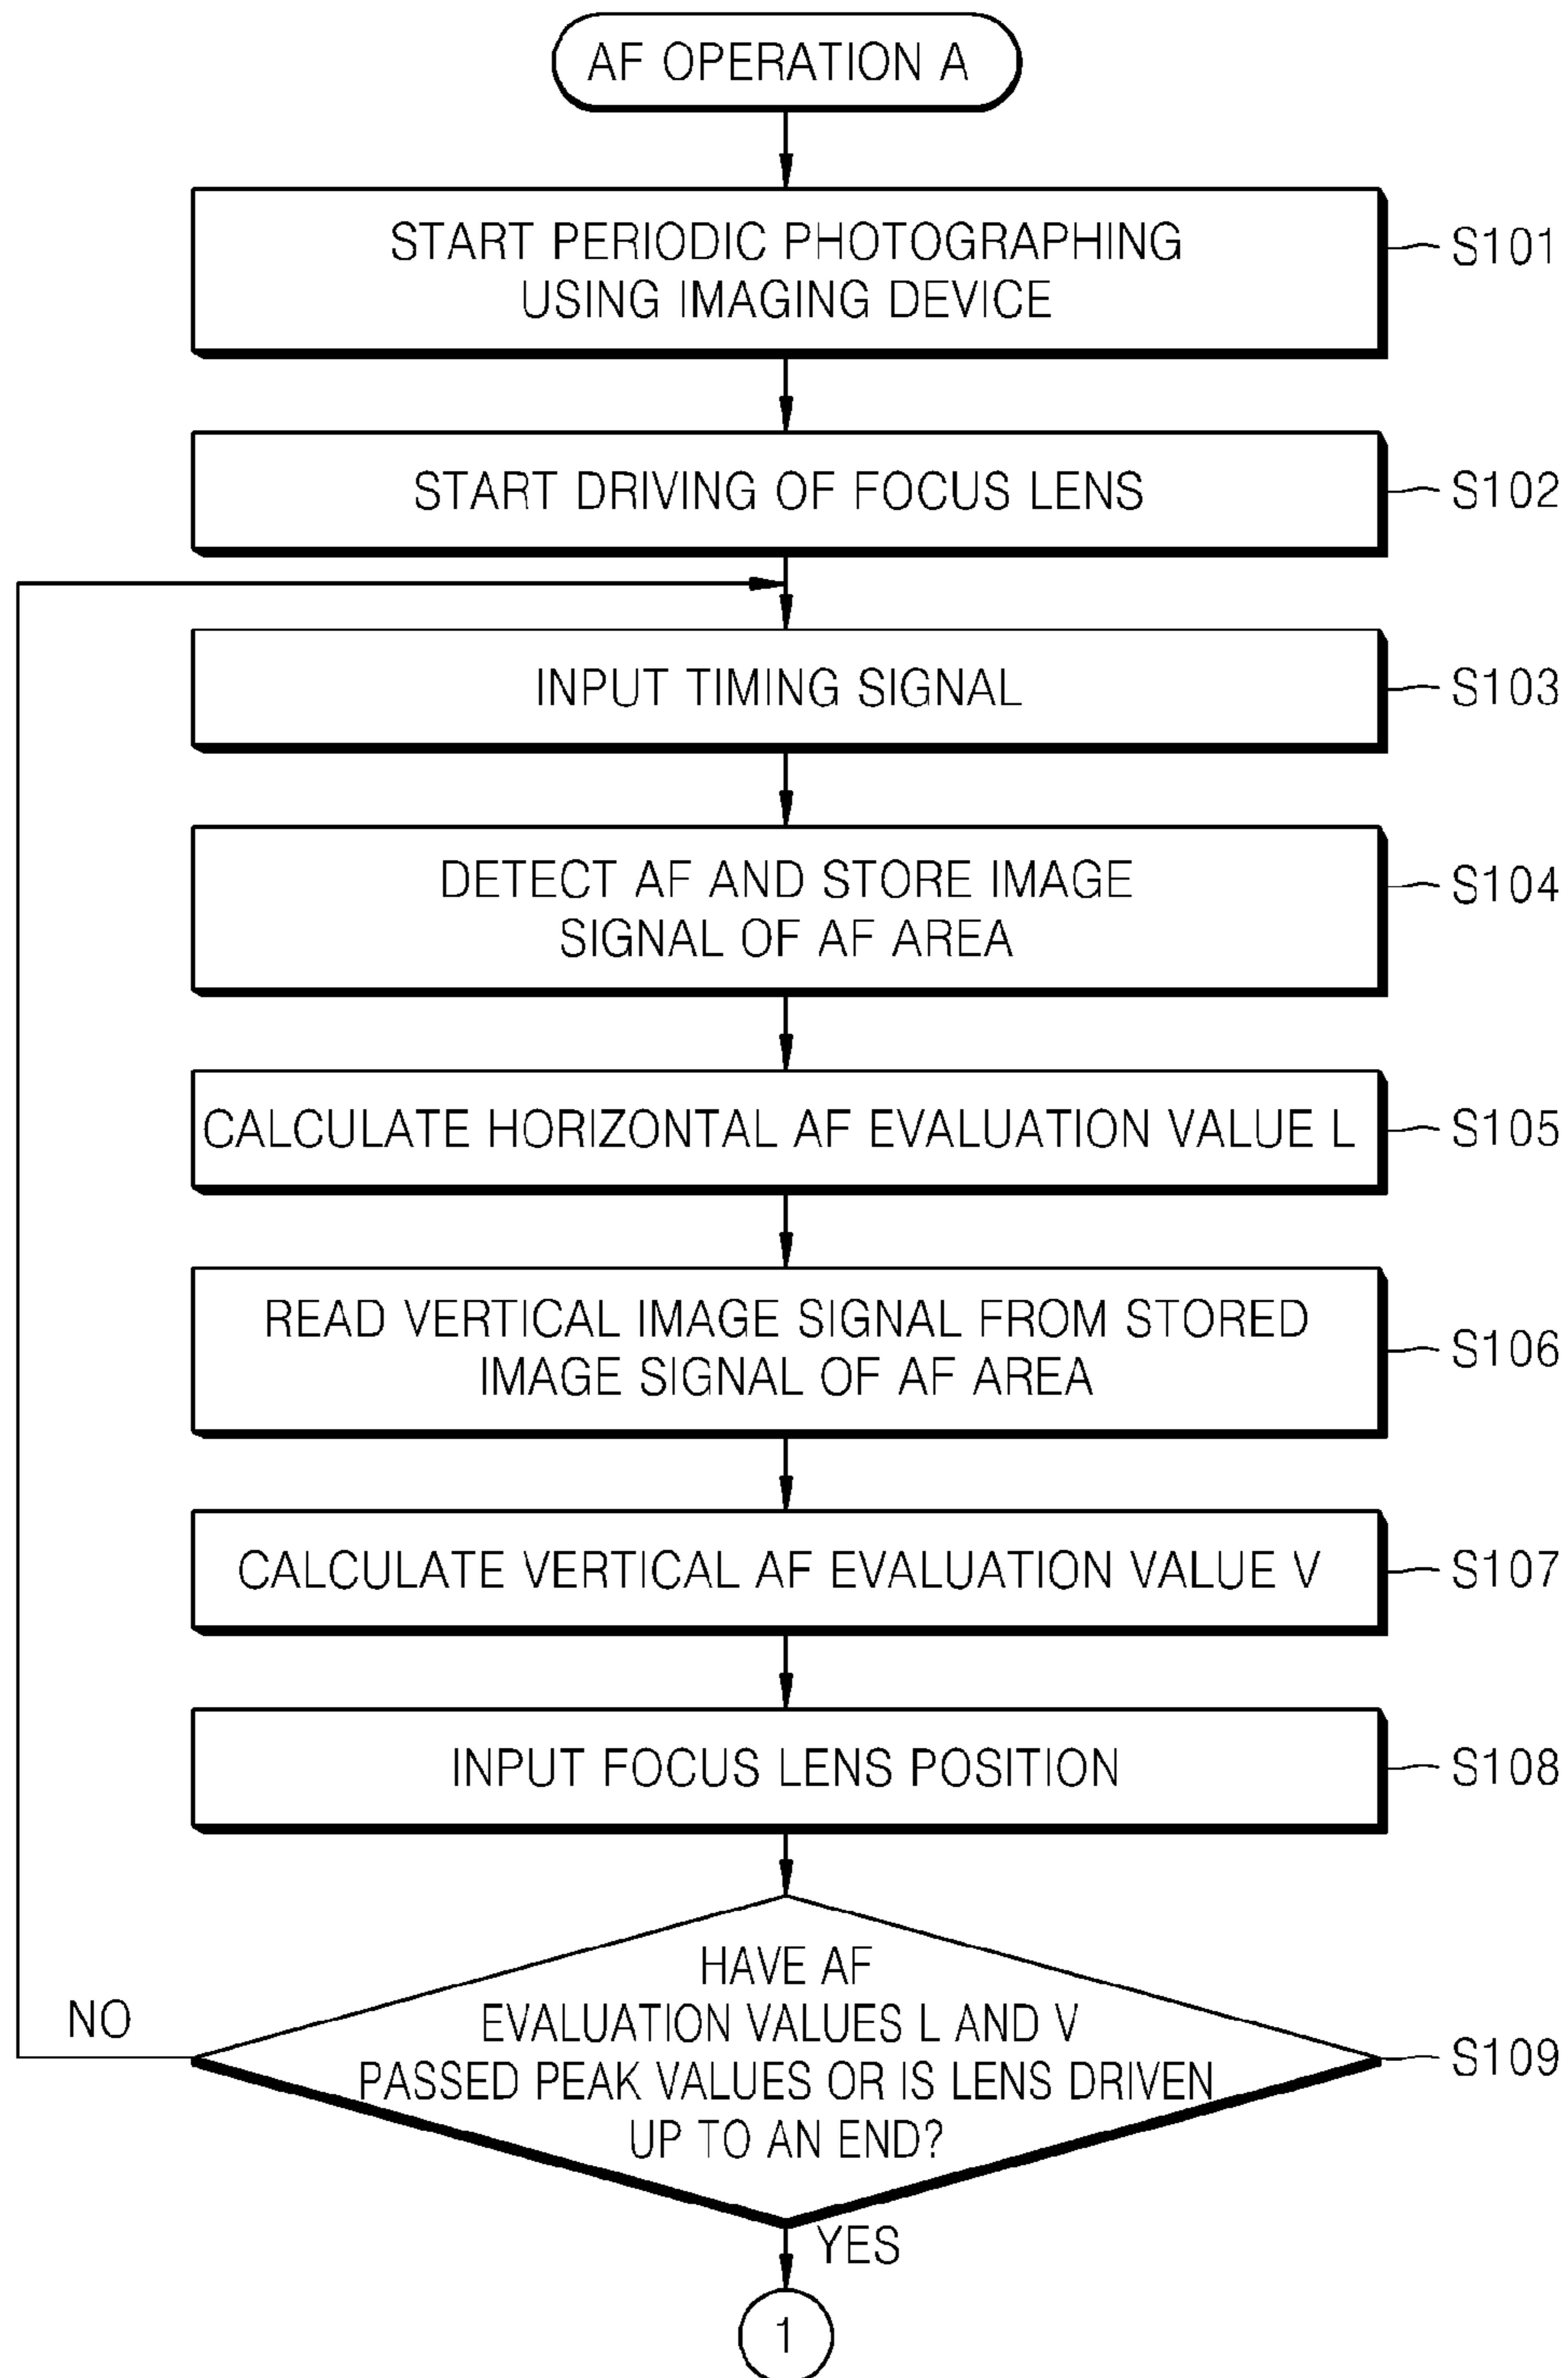 AF OPERATION A
START PERIODIC PHOTOGRAPHING
USING IMAGING DEVICE
S101
START DRIVING OF FOCUS LENS
S102
INPUT TIMING SIGNAL
S103
DETECT AF AND STORE IMAGE
SIGNAL OF AF AREA
S104
CALCULATE HORIZONTAL AF EVALUATION VALUE L
S105
READ VERTICAL IMAGE SIGNAL FROM STORED
IMAGE SIGNAL OF AF AREA
S106
CALCULATE VERTICAL AF EVALUATION VALUE V
S107
INPUT FOCUS LENS POSITION
S108
HAVE AF
EVALUATION VALUES L AND V
PASSED PEAK VALUES OR IS LENS DRIVEN
UP TO AN END?
S109
NO
YES
1